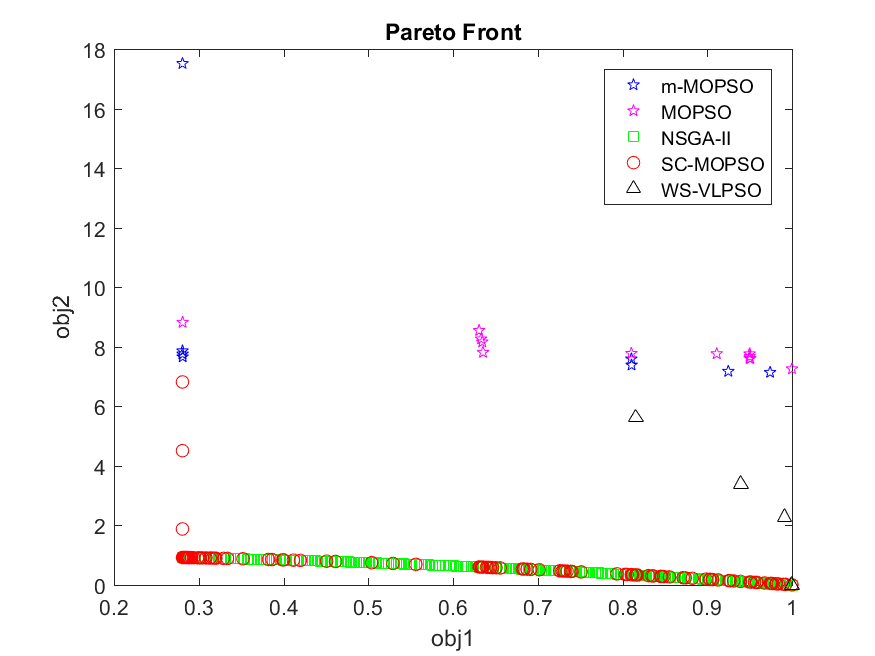 Pareto Front
18
16
14
12
10
8
6
4
2
0
obj2
m-MOPSO
MOPSO
NSGA-II
SC-MOPSO
WS-VLPSO
0.2 0.3 0.4 0.5 0.6 0.7 0.8 0.9 1
obj1